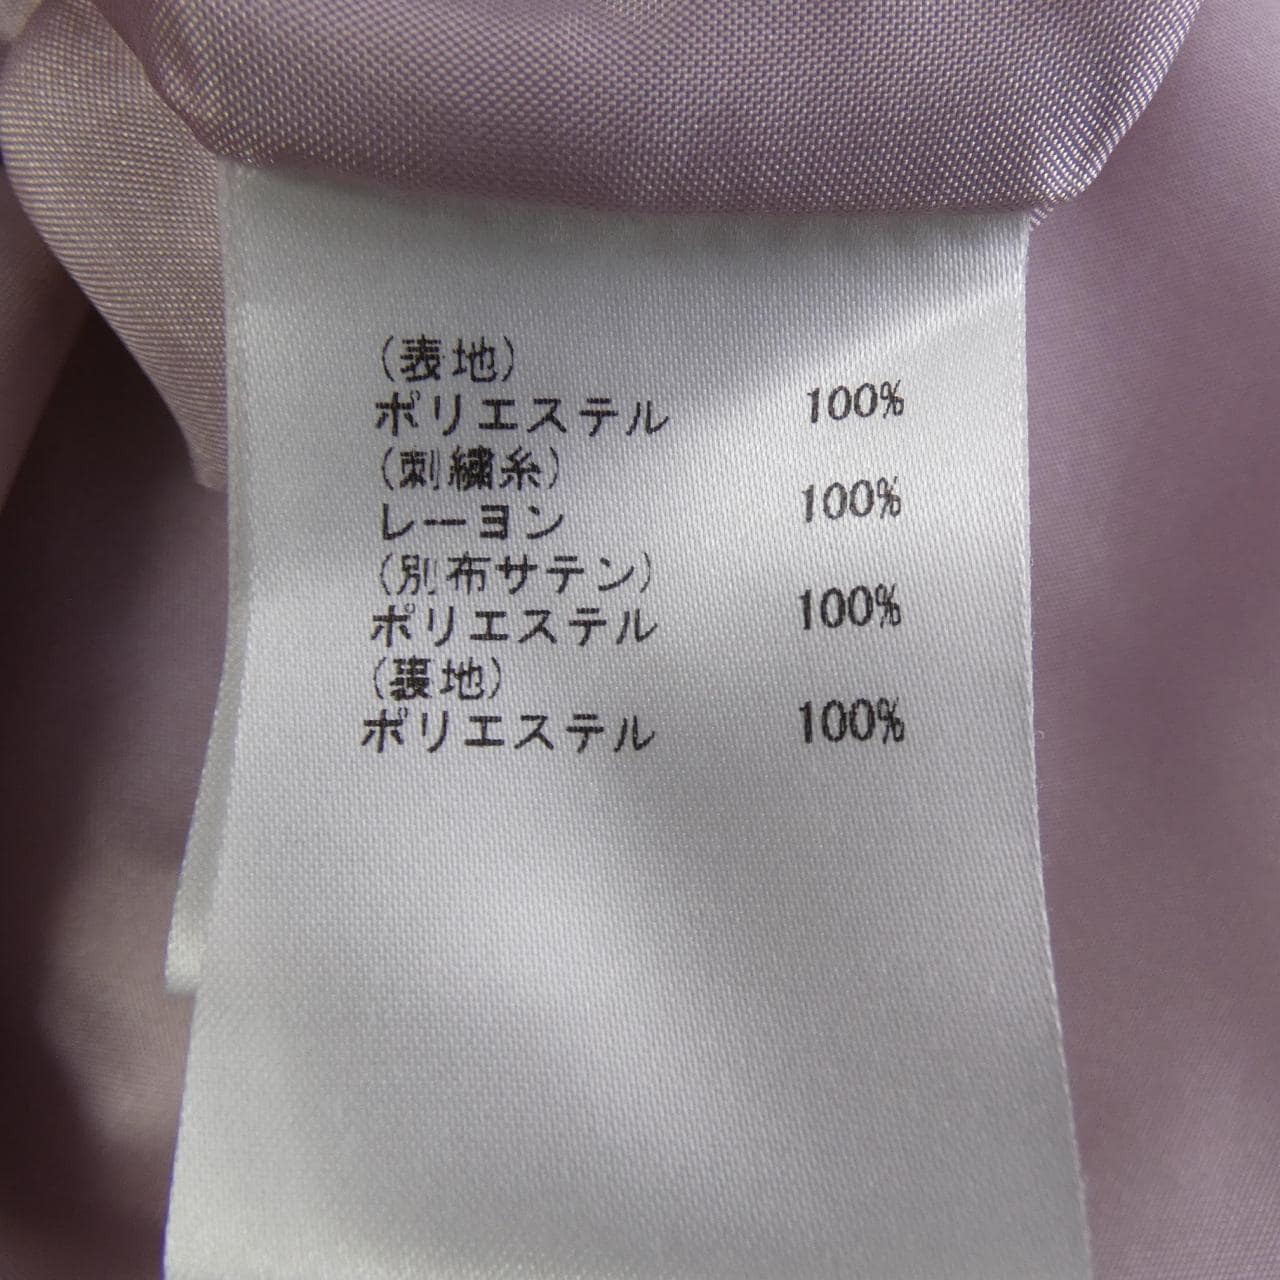 (表地)
ポリエステル 100%
(刺繍糸)
レーヨン 100%
(別布サテン)
ポリエステル 100%
(裏地)
ポリエステル 100%